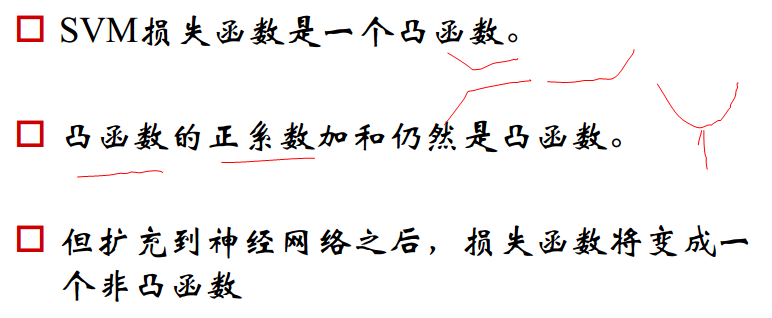 SVM损失函数是一个凸函数。
凸函数的正系数加和仍然是凸函数。
但扩充到神经网络之后，损失函数将变成一
个非凸函数